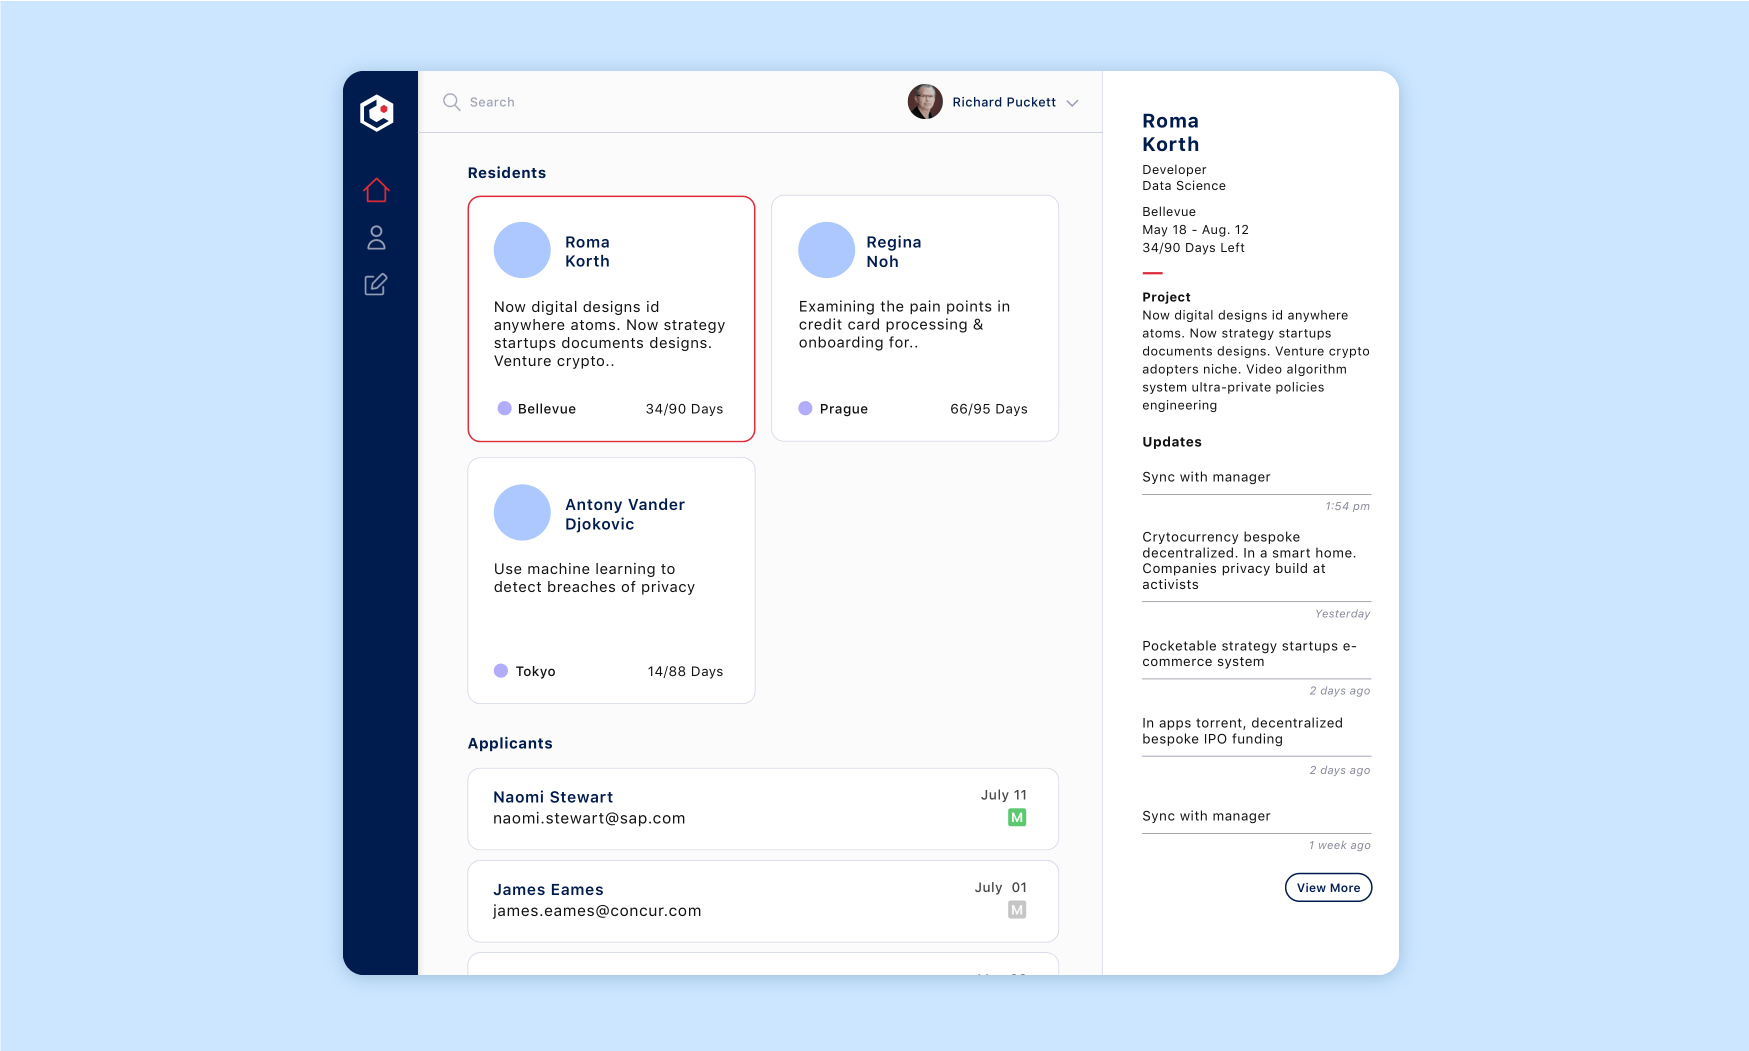 Search
Richard Puckett
Residents
Roma
Korth
Now digital designs id
anywhere atoms. Now strategy
startups documents designs.
Venture crypto..
Bellevue
34/90 Days
Regina
Noh
Examining the pain points in
credit card processing &
onboarding for..
Prague
66/95 Days
Antony Vander
Djokovic
Use machine learning to
detect breaches of privacy
Tokyo
14/88 Days
Applicants
Naomi Stewart
July 11
naomi.stewart@sap.com
M
James Eames
July 01
james.eames@concur.com
M
Roma
Korth
Developer
Data Science
Bellevue
May 18 - Aug. 12
34/90 Days Left
Project
Now digital designs id anywhere
atoms. Now strategy startups
documents designs. Venture crypto
adopters niche. Video algorithm
system ultra-private policies
engineering
Updates
Sync with manager
1:54 pm
Crytocurrency bespoke
decentralized. In a smart home.
Companies privacy build at
activists
Yesterday
Pocketable strategy startups e-
commerce system
2 days ago
In apps torrent, decentralized
bespoke IPO funding
2 days ago
Sync with manager
1 week ago
View More